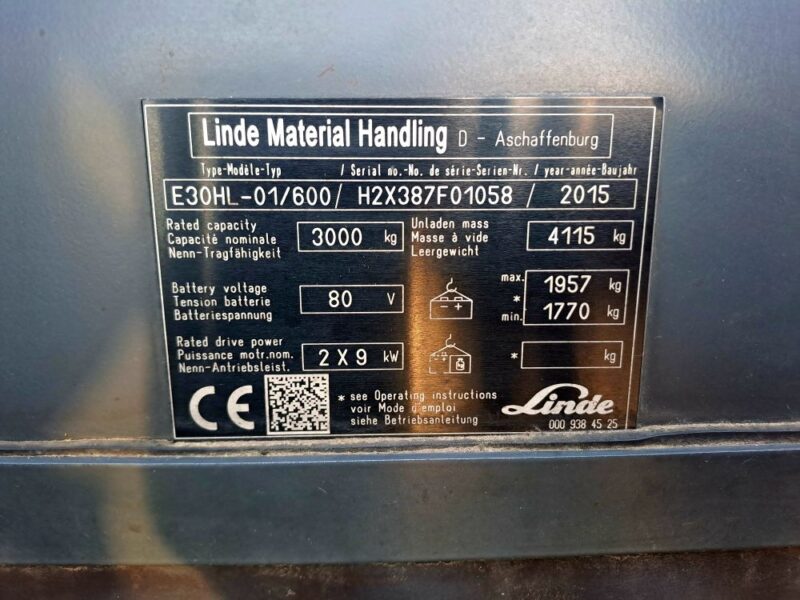 Linde Material Handling D - Aschaffenburg
Type-Modèle-Typ / Serial no.-No. de série-Serien-Nr. / year-année-Baujahr
E30HL-01/600 / H2X387F01058 / 2015
Rated capacity
Capacité nominale
Nenn-Tragfähigkeit
3000 kg
Unladen mass
Masse à vide
Leergewicht
4115 kg
Battery voltage
Tension batterie
Batteriespannung
80 V
- +
max. 1957 kg
*
min. 1770 kg
Rated drive power
Puissance motr.nom.
Nenn-Antriebsleist.
2 X 9 kW
* kg
CE
* see Operating instructions
voir Mode d'emploi
siehe Betriebsanleitung
Linde
000 938 45 25